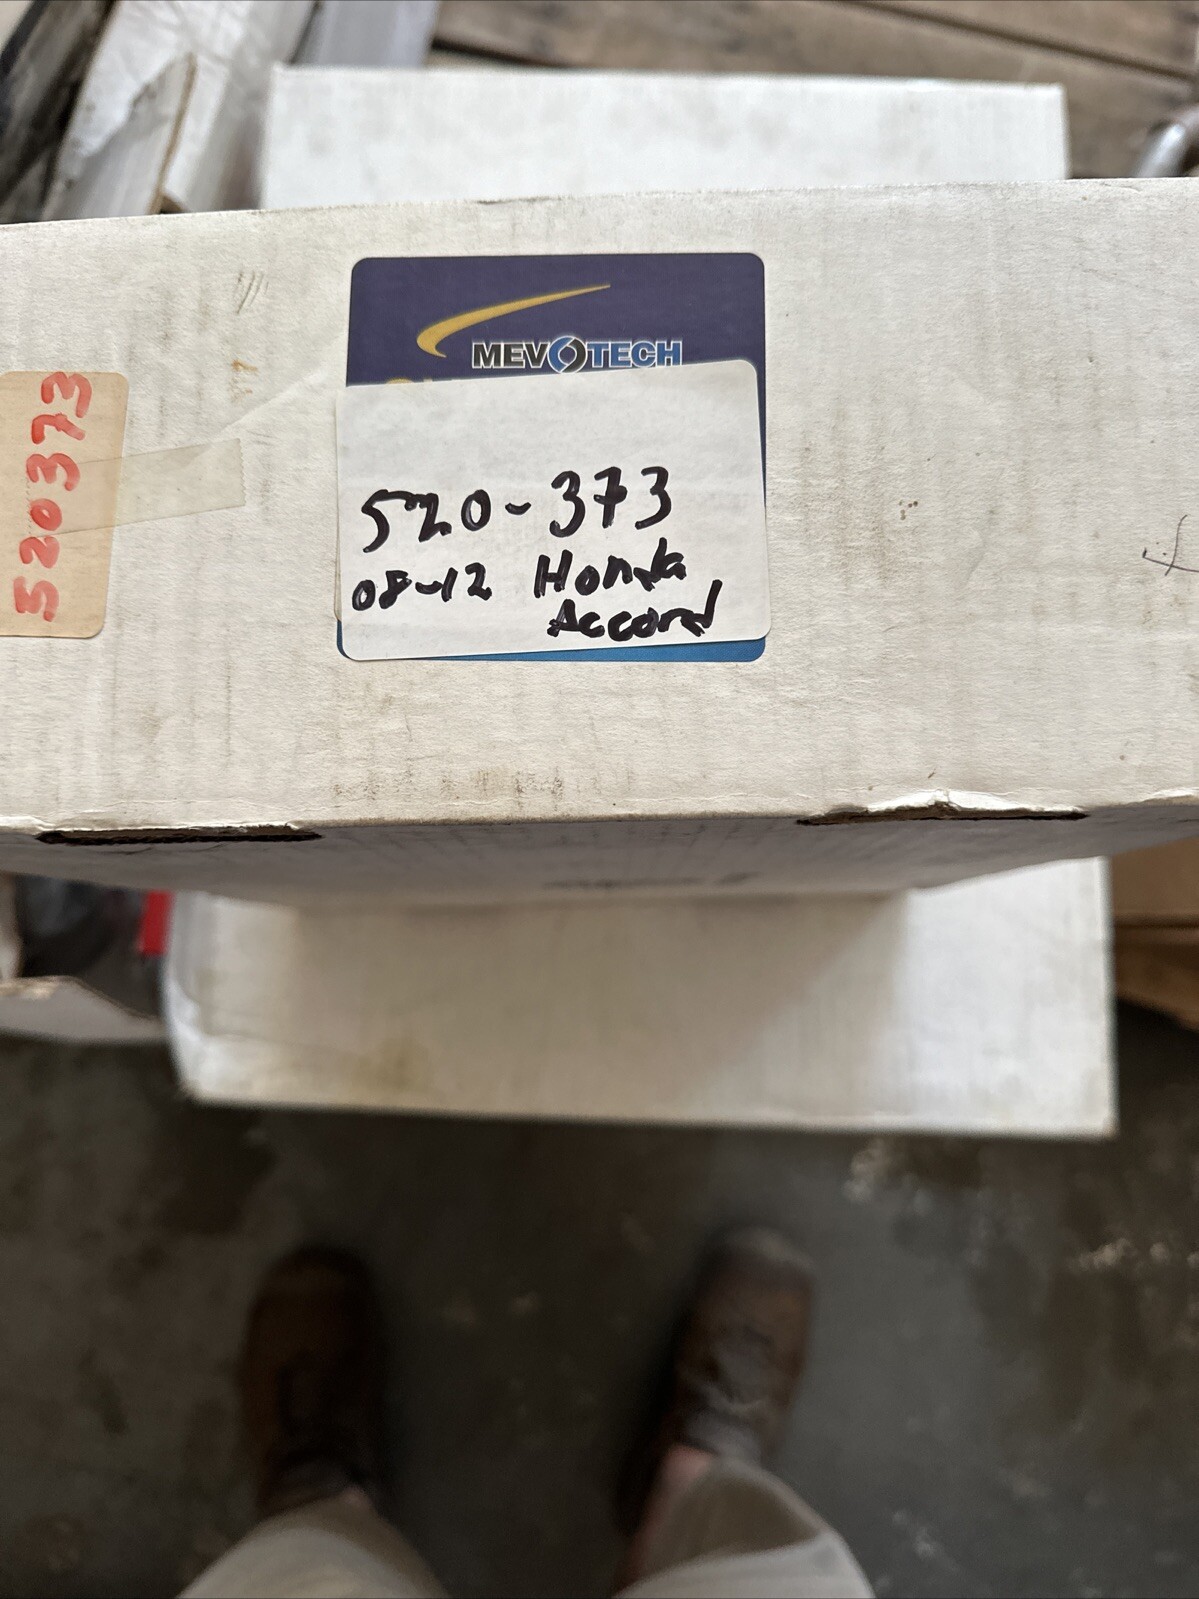 MEVOTECH
520-373
08-12 Honda
Accord
520373